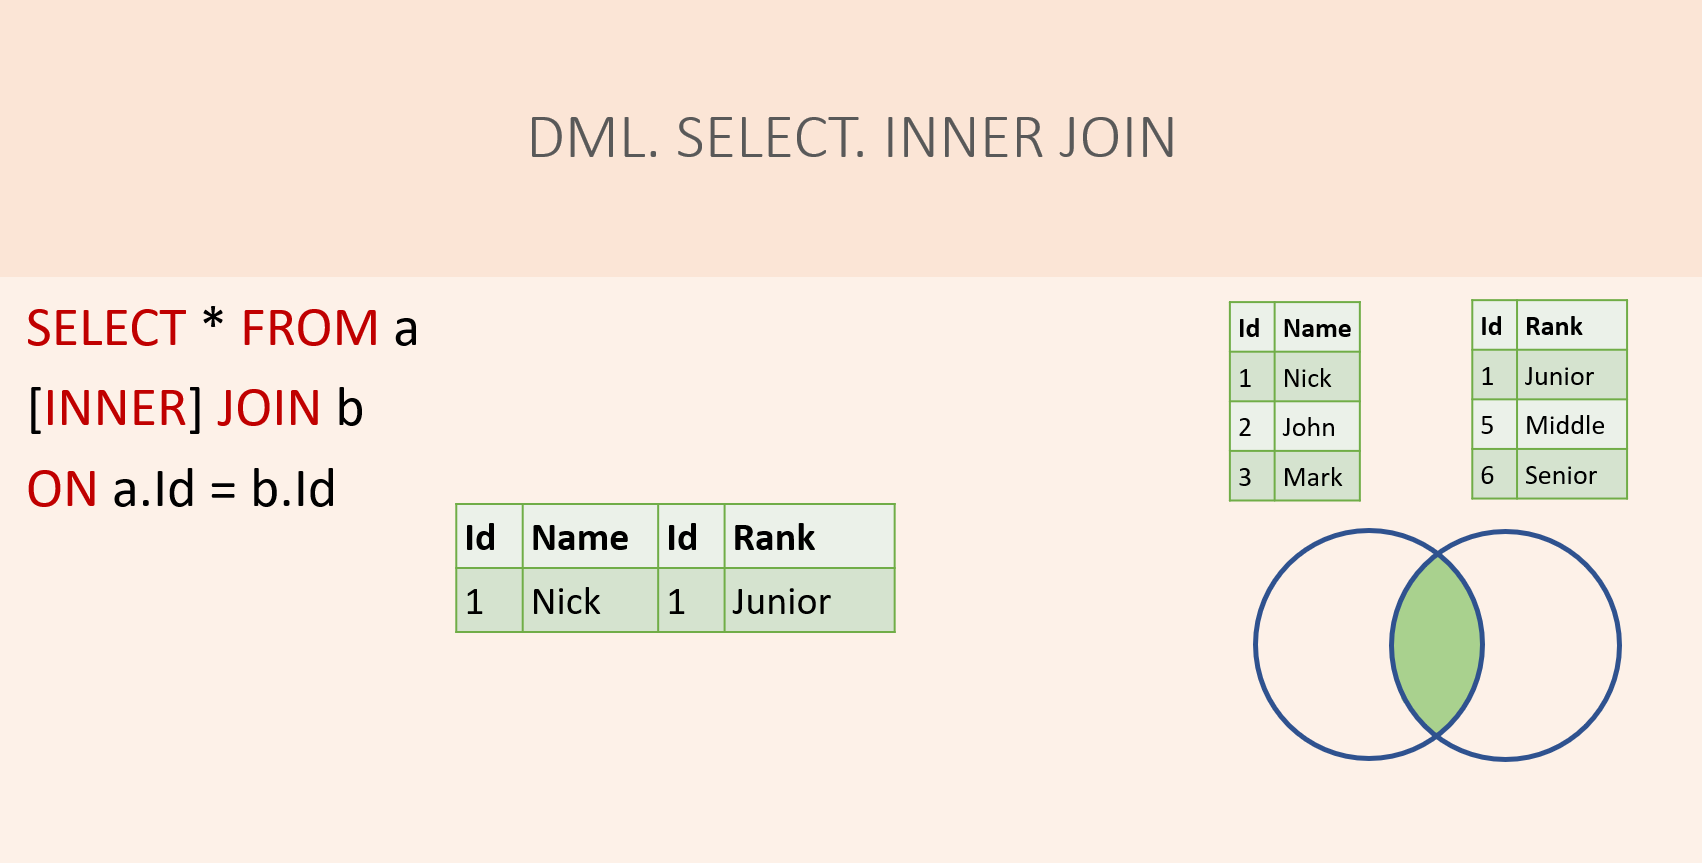 DML. SELECT. INNER JOIN
SELECT * FROM a
[INNER] JOIN b
ON a.Id = b.Id
Id Name Id Rank
1 Nick 1 Junior
Id Name
1 Nick
2 John
3 Mark
Id Rank
1 Junior
5 Middle
6 Senior